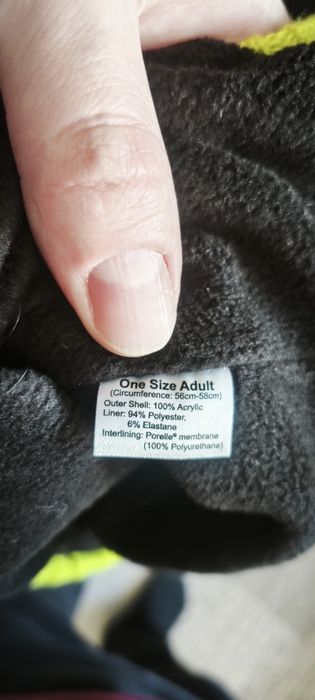 One Size Adult
(Circumference: 56cm-58cm)
Outer Shell: 100% Acrylic
Liner: 94% Polyester,
6% Elastane
Interlining: Porelle® membrane
(100% Polyurethane)